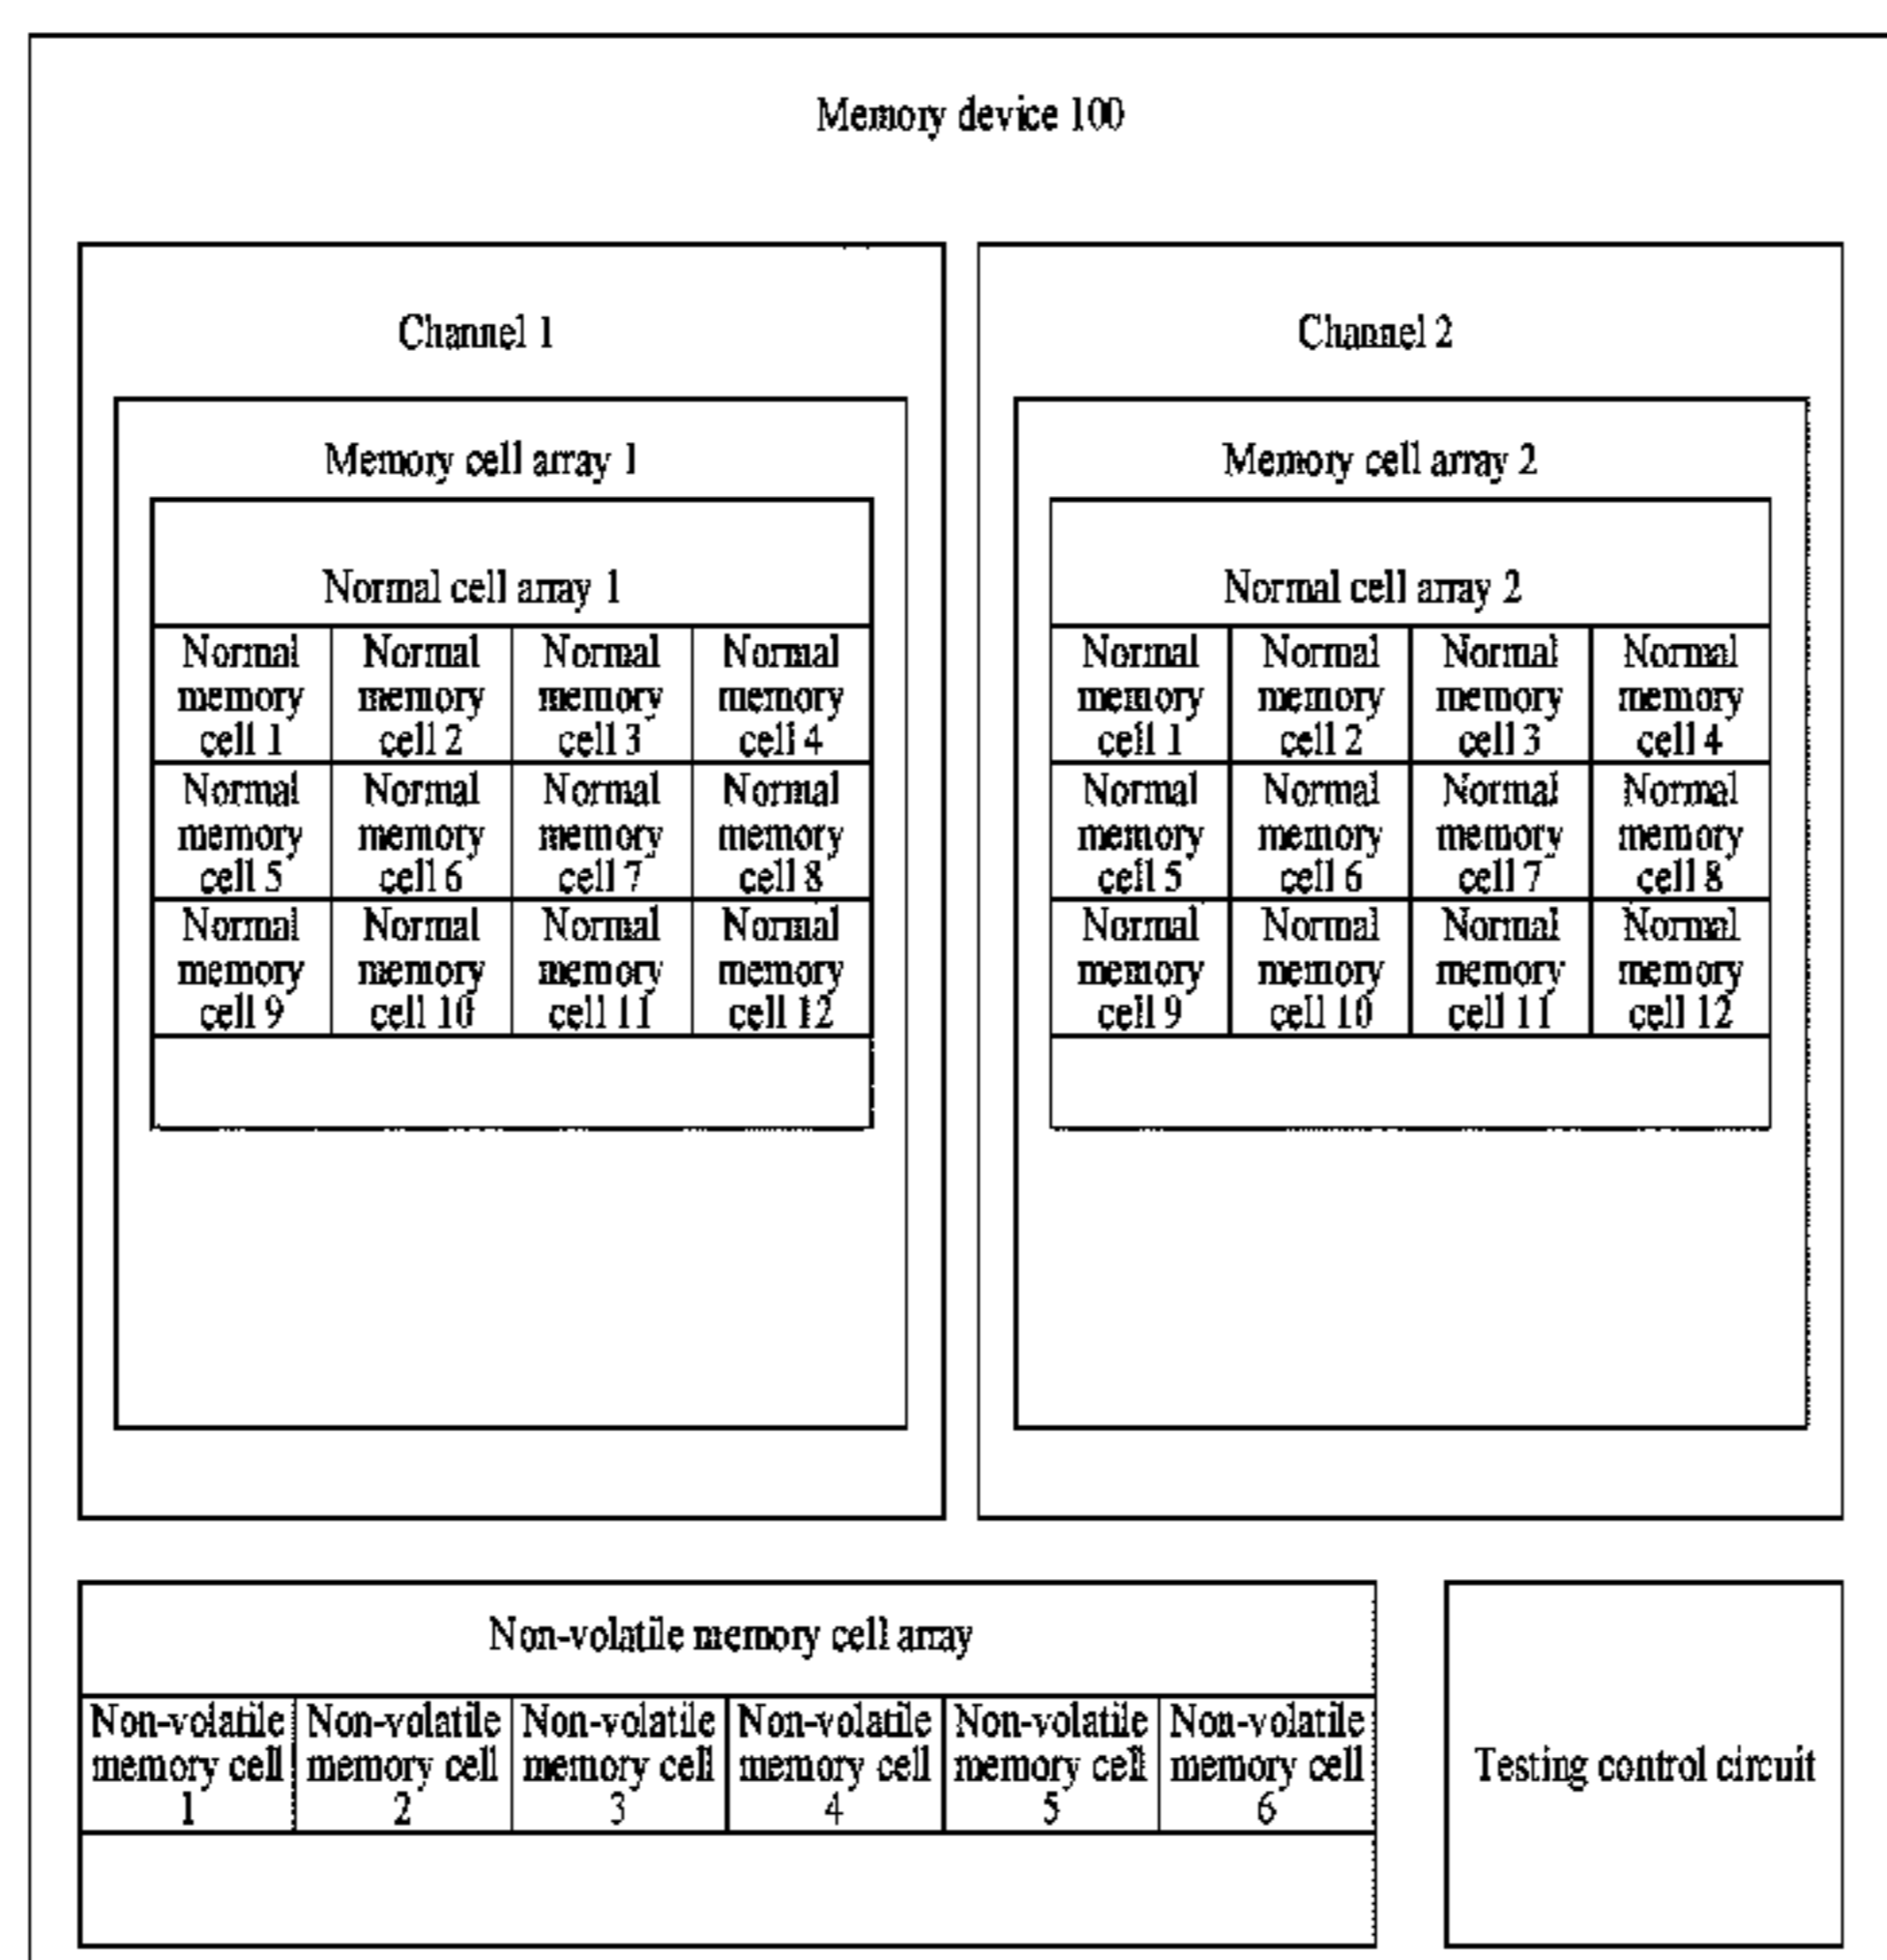 Memory device 100
Channel 1
Memory cell array 1
Normal cell array 1
Normal memory cell 1
Normal memory cell 2
Normal memory cell 3
Normal memory cell 4
Normal memory cell 5
Normal memory cell 6
Normal memory cell 7
Normal memory cell 8
Normal memory cell 9
Normal memory cell 10
Normal memory cell 11
Normal memory cell 12
Channel 2
Memory cell array 2
Normal cell array 2
Normal memory cell 1
Normal memory cell 2
Normal memory cell 3
Normal memory cell 4
Normal memory cell 5
Normal memory cell 6
Normal memory cell 7
Normal memory cell 8
Normal memory cell 9
Normal memory cell 10
Normal memory cell 11
Normal memory cell 12
Non-volatile memory cell array
Non-volatile memory cell 1
Non-volatile memory cell 2
Non-volatile memory cell 3
Non-volatile memory cell 4
Non-volatile memory cell 5
Non-volatile memory cell 6
Testing control circuit